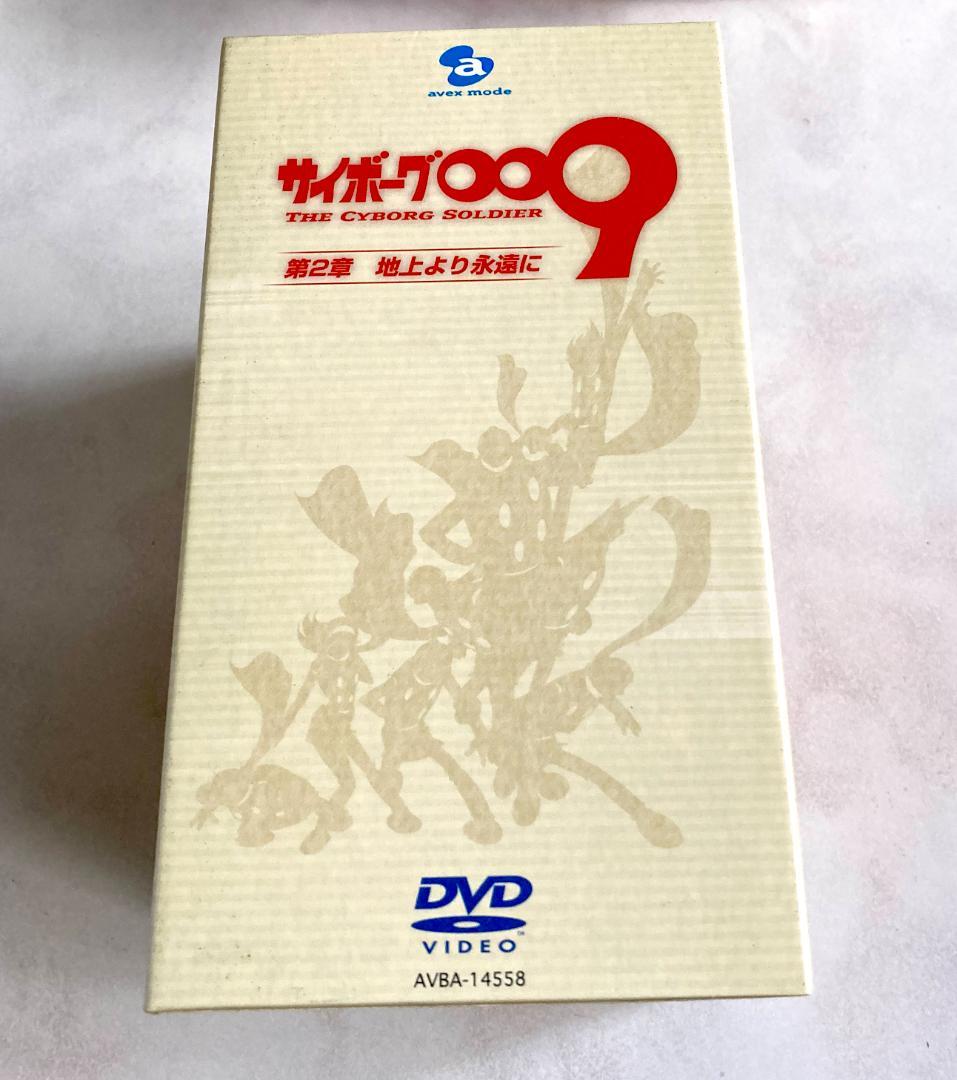 a
avex mode
サイボーグ009
THE CYBORG SOLDIER
第2章 地上より永遠に
DVD
VIDEO™
AVBA-14558